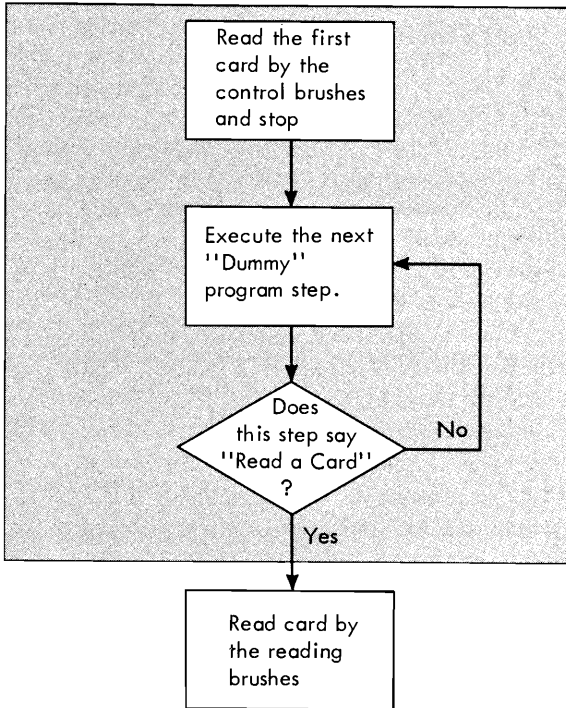 Read the first
card by the
control brushes
and stop
Execute the next
"Dummy"
program step.
Does
this step say
"Read a Card"
?
No
Yes
Read card by
the reading
brushes